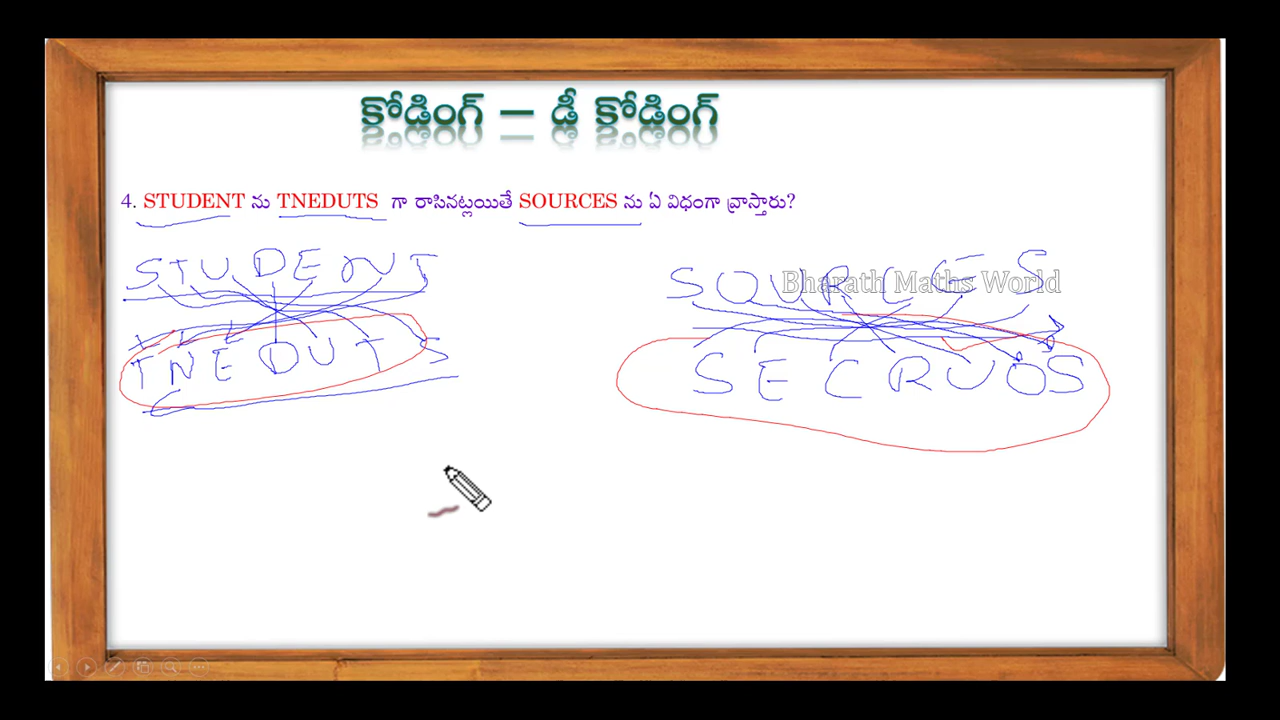 కోడింగ్ – డీ కోడింగ్
4. STUDENT ను TNEDUTS గా రాసినట్లయితే SOURCES ను ఏ విధంగా వ్రాస్తారు?
STUDENT SOURCES
Bharath Maths World
TNEDUTS SECRUOS